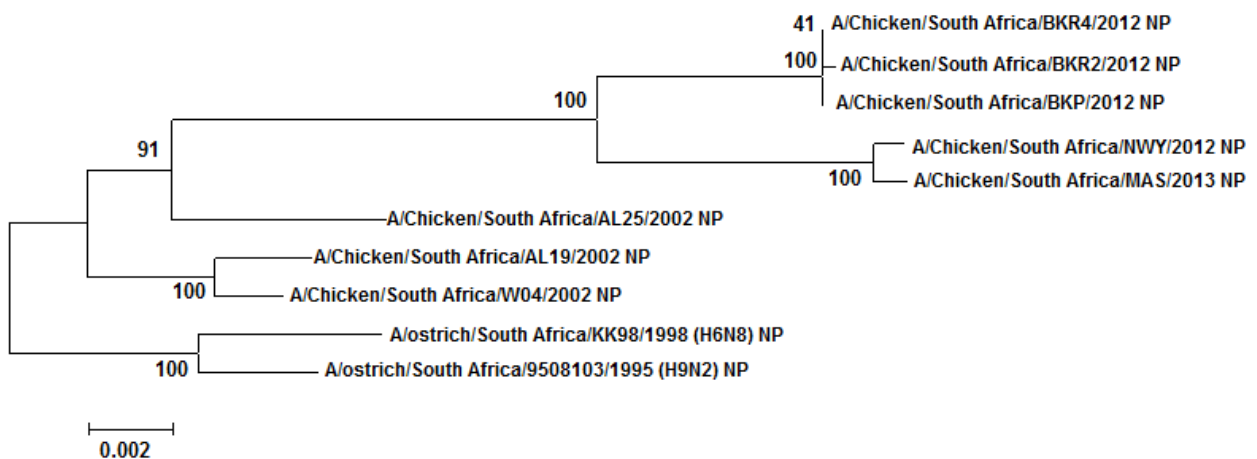 41 A/Chicken/South Africa/BKR4/2012 NP
100 A/Chicken/South Africa/BKR2/2012 NP
100 A/Chicken/South Africa/BKP/2012 NP
91 A/Chicken/South Africa/NWY/2012 NP
100 A/Chicken/South Africa/MAS/2013 NP
A/Chicken/South Africa/AL25/2002 NP
A/Chicken/South Africa/AL19/2002 NP
100 A/Chicken/South Africa/W04/2002 NP
A/ostrich/South Africa/KK98/1998 (H6N8) NP
100 A/ostrich/South Africa/9508103/1995 (H9N2) NP
0.002